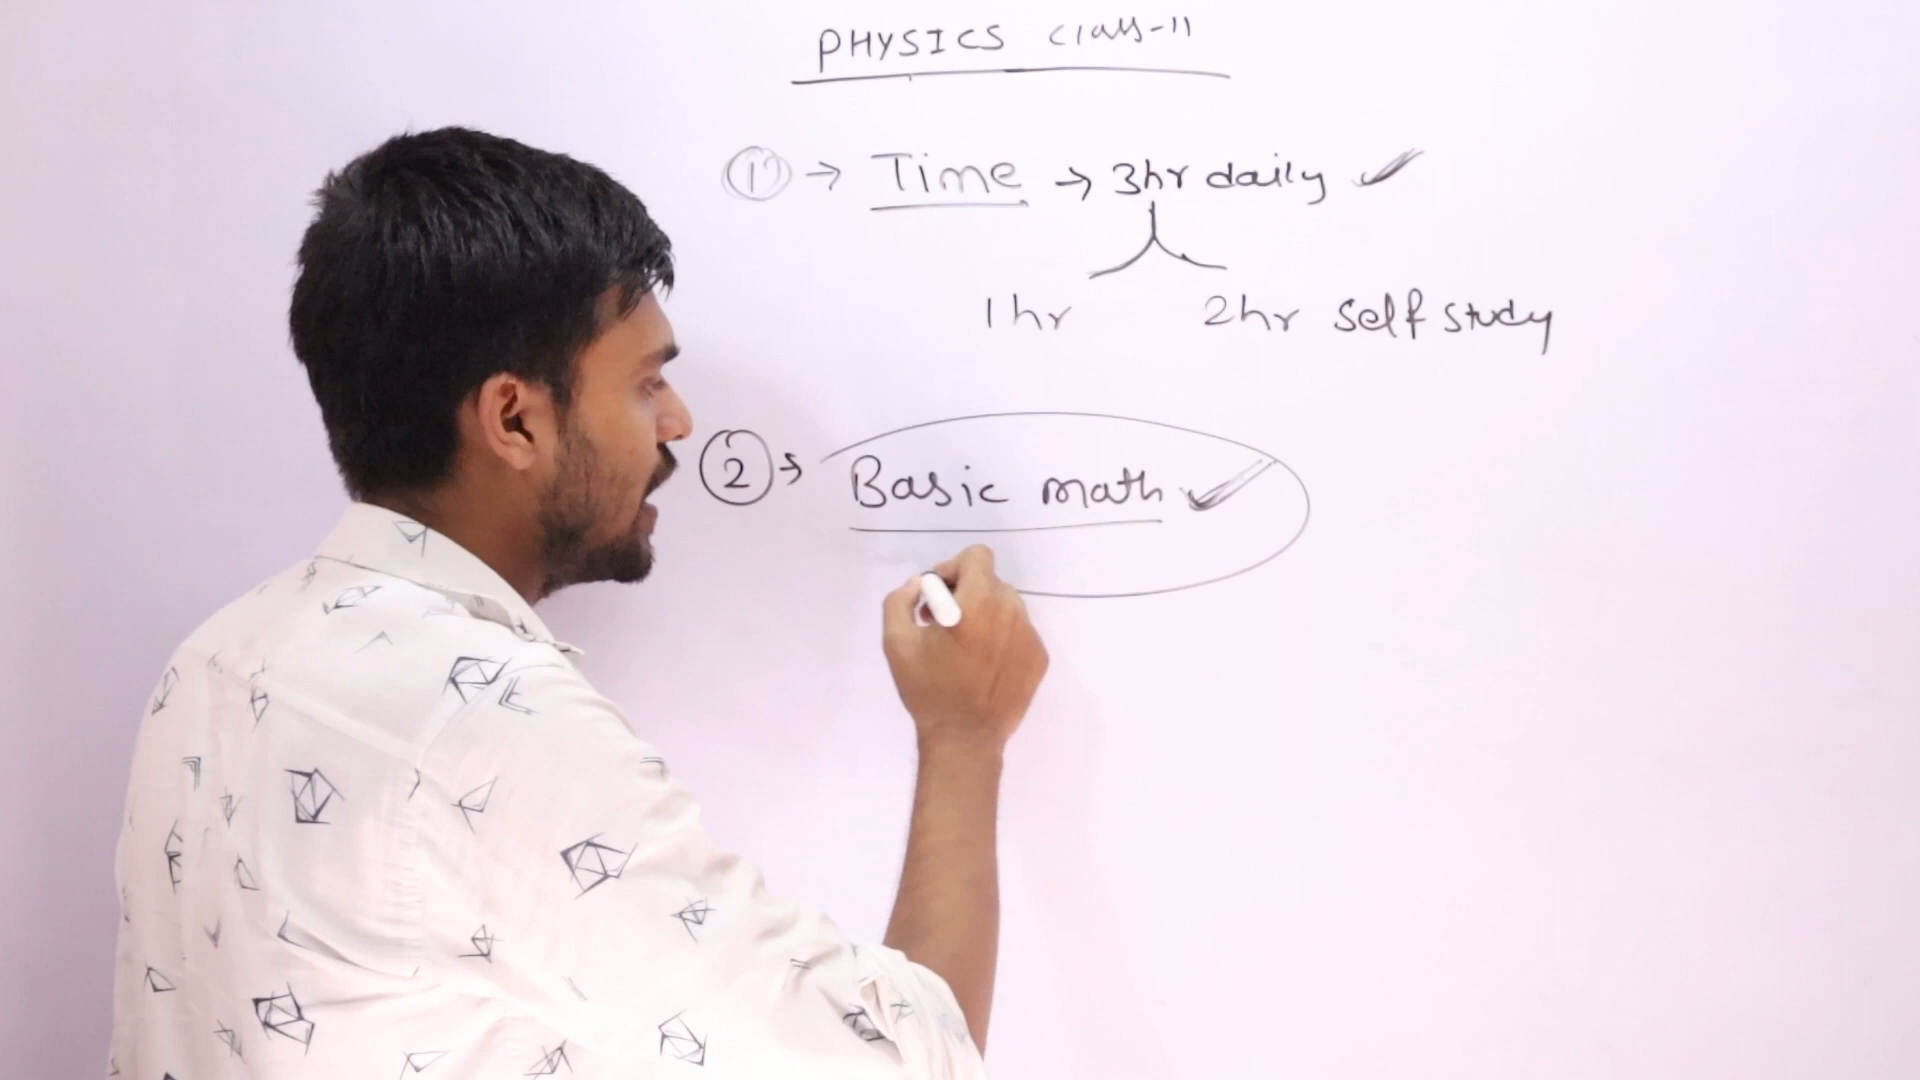 PHYSICS class-11
① → Time → 3hr daily ✓
1hr 2hr self study
② → Basic math ✓